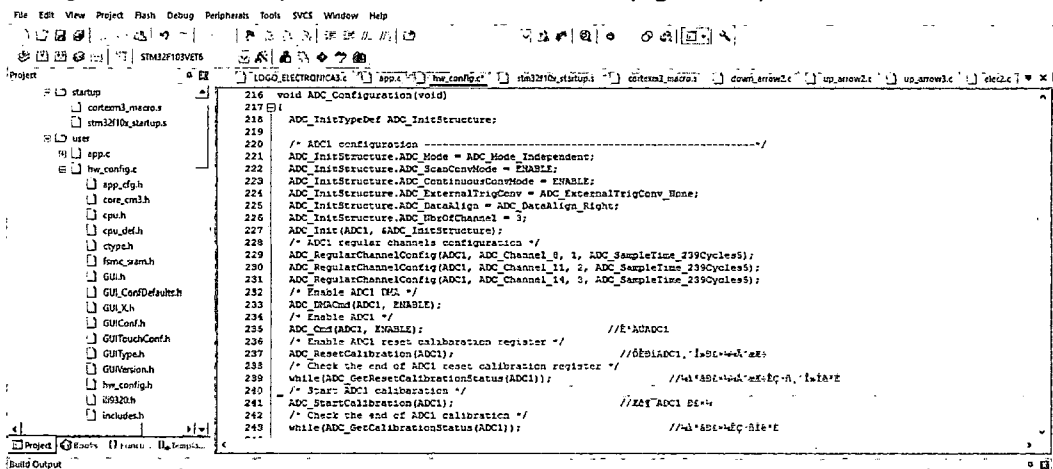 File Edit View Project Flash Debug Peripherals Tools SVCS Window Help
STM32F103VET6
Project
LOGO_ELECTRONICA3.c app.c hw_config.c* stm32f10x_startup.s cortexm3_macro.s down_arrow2.c up_arrow2.c up_arrow3.c elec2.c
startup
cortexm3_macro.s
stm32f10x_startup.s
user
app.c
hw_config.c
app_cfg.h
core_cm3.h
cpu.h
cpu_def.h
ctype.h
fsmc_sram.h
GUI.h
GUI_ConfDefaults.h
GUI_X.h
GUIConf.h
GUITouchConf.h
GUIType.h
GUIVersion.h
hw_config.h
ili9320.h
includes.h
216 void ADC_Configuration(void)
217 {
218 ADC_InitTypeDef ADC_InitStructure;
219
220 /* ADC1 configuration ------------------------------------------------------*/
221 ADC_InitStructure.ADC_Mode = ADC_Mode_Independent;
222 ADC_InitStructure.ADC_ScanConvMode = ENABLE;
223 ADC_InitStructure.ADC_ContinuousConvMode = ENABLE;
224 ADC_InitStructure.ADC_ExternalTrigConv = ADC_ExternalTrigConv_None;
225 ADC_InitStructure.ADC_DataAlign = ADC_DataAlign_Right;
226 ADC_InitStructure.ADC_NbrOfChannel = 3;
227 ADC_Init(ADC1, &ADC_InitStructure);
228 /* ADC1 regular channels configuration */
229 ADC_RegularChannelConfig(ADC1, ADC_Channel_8, 1, ADC_SampleTime_239Cycles5);
230 ADC_RegularChannelConfig(ADC1, ADC_Channel_11, 2, ADC_SampleTime_239Cycles5);
231 ADC_RegularChannelConfig(ADC1, ADC_Channel_14, 3, ADC_SampleTime_239Cycles5);
232 /* Enable ADC1 DMA */
233 ADC_DMACmd(ADC1, ENABLE);
234 /* Enable ADC1 */
235 ADC_Cmd(ADC1, ENABLE);
236 /* Enable ADC1 reset calibaration register */
237 ADC_ResetCalibration(ADC1);
238 /* Check the end of ADC1 reset calibration register */
239 while(ADC_GetResetCalibrationStatus(ADC1));
240 /* Start ADC1 calibaration */
241 ADC_StartCalibration(ADC1);
242 /* Check the end of ADC1 calibration */
243 while(ADC_GetCalibrationStatus(ADC1));
Project Books Functi... Templa...
Build Output